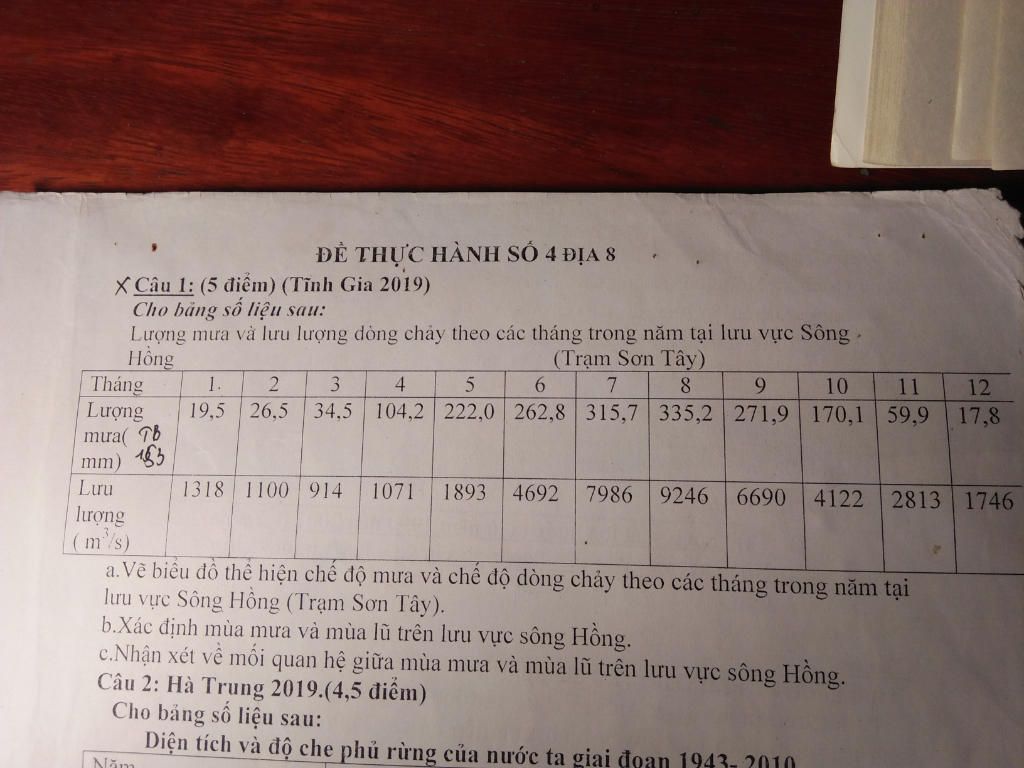 ĐỀ THỰC HÀNH SỐ 4 ĐỊA 8
X Câu 1: (5 điểm) (Tĩnh Gia 2019)
Cho bảng số liệu sau:
Lượng mưa và lưu lượng dòng chảy theo các tháng trong năm tại lưu vực Sông
Hồng (Trạm Sơn Tây)
Tháng 1. 2 3 4 5 6 7 8 9 10 11 12
Lượng 19,5 26,5 34,5 104,2 222,0 262,8 315,7 335,2 271,9 170,1 59,9 17,8
mưa( TB
mm) 153
Lưu 1318 1100 914 1071 1893 4692 7986 9246 6690 4122 2813 1746
lượng
( m³/s)
a.Vẽ biểu đồ thể hiện chế độ mưa và chế độ dòng chảy theo các tháng trong năm tại
lưu vực Sông Hồng (Trạm Sơn Tây).
b.Xác định mùa mưa và mùa lũ trên lưu vực sông Hồng.
c.Nhận xét về mối quan hệ giữa mùa mưa và mùa lũ trên lưu vực sông Hồng.
Câu 2: Hà Trung 2019.(4,5 điểm)
Cho bảng số liệu sau:
Diện tích và độ che phủ rừng của nước ta giai đoạn 1943- 2010
Năm